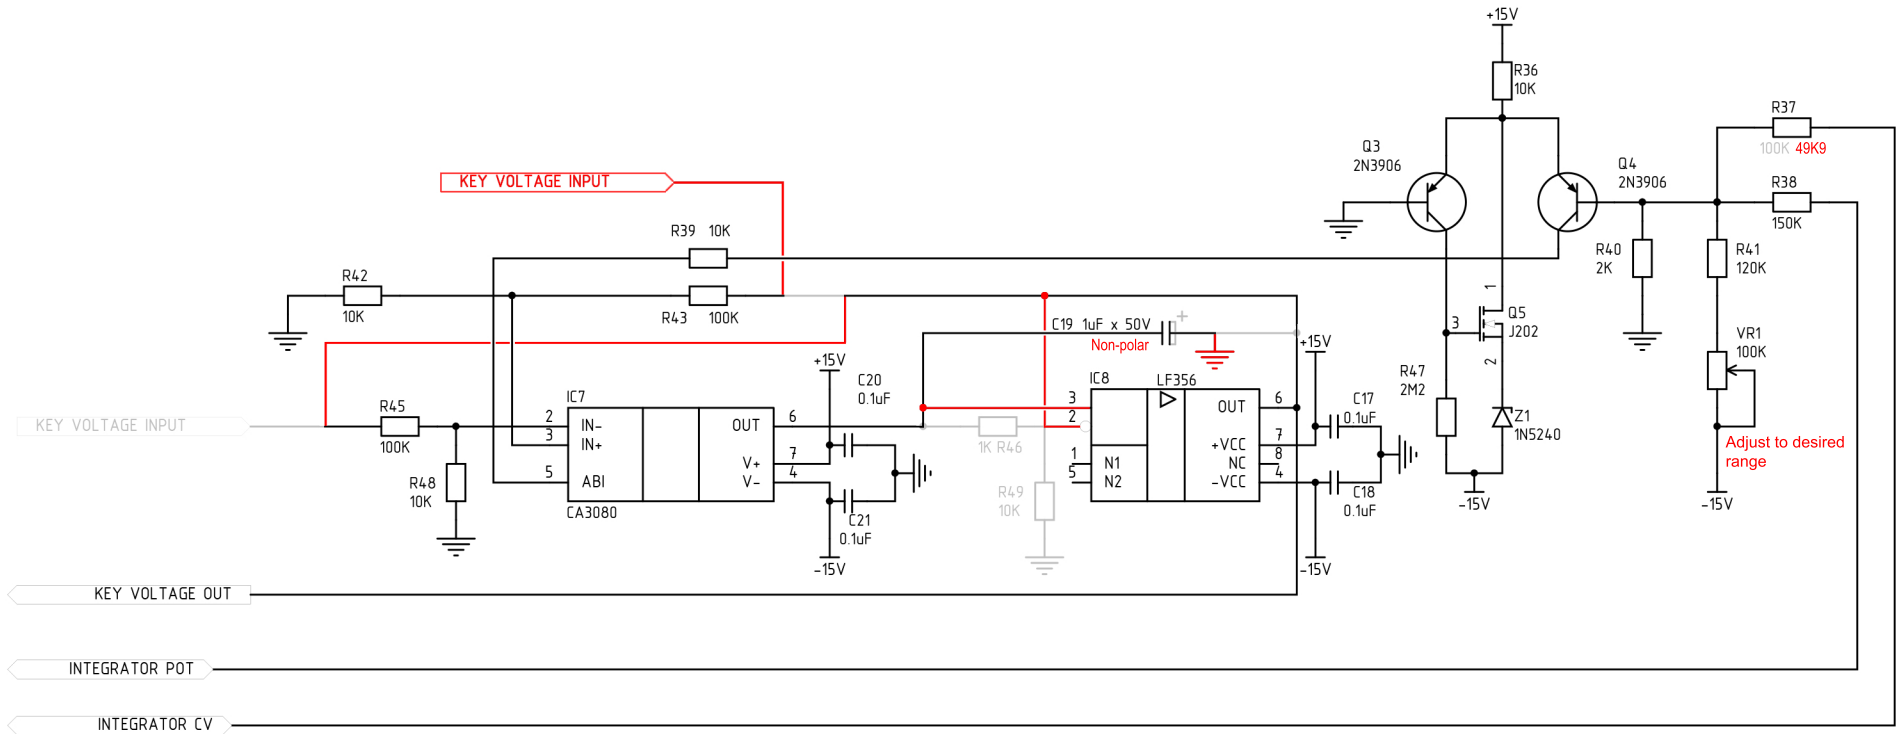 +15V
R36
10K
R37
100K 49K9
Q3
2N3906
Q4
2N3906
KEY VOLTAGE INPUT
R38
150K
R39 10K
R40
2K
R41
120K
R42
10K
R43 100K
1
Q5
J202
3
2
C19 1uF x 50V
+
Non-polar
+15V
VR1
100K
+15V
C20
0.1uF
IC8
LF356
R47
2M2
IC7
3
2
OUT
6
C17
0.1uF
Z1
1N5240
KEY VOLTAGE INPUT
R45
100K
2
3
IN-
IN+
OUT
6
1K R46
+VCC
7
NC
8
-VCC
4
Adjust to desired
range
R48
10K
5
ABI
V+
7
V-
4
R49
10K
1
5
N1
N2
C18
0.1uF
-15V
-15V
CA3080
C21
0.1uF
-15V
-15V
KEY VOLTAGE OUT
INTEGRATOR POT
INTEGRATOR CV